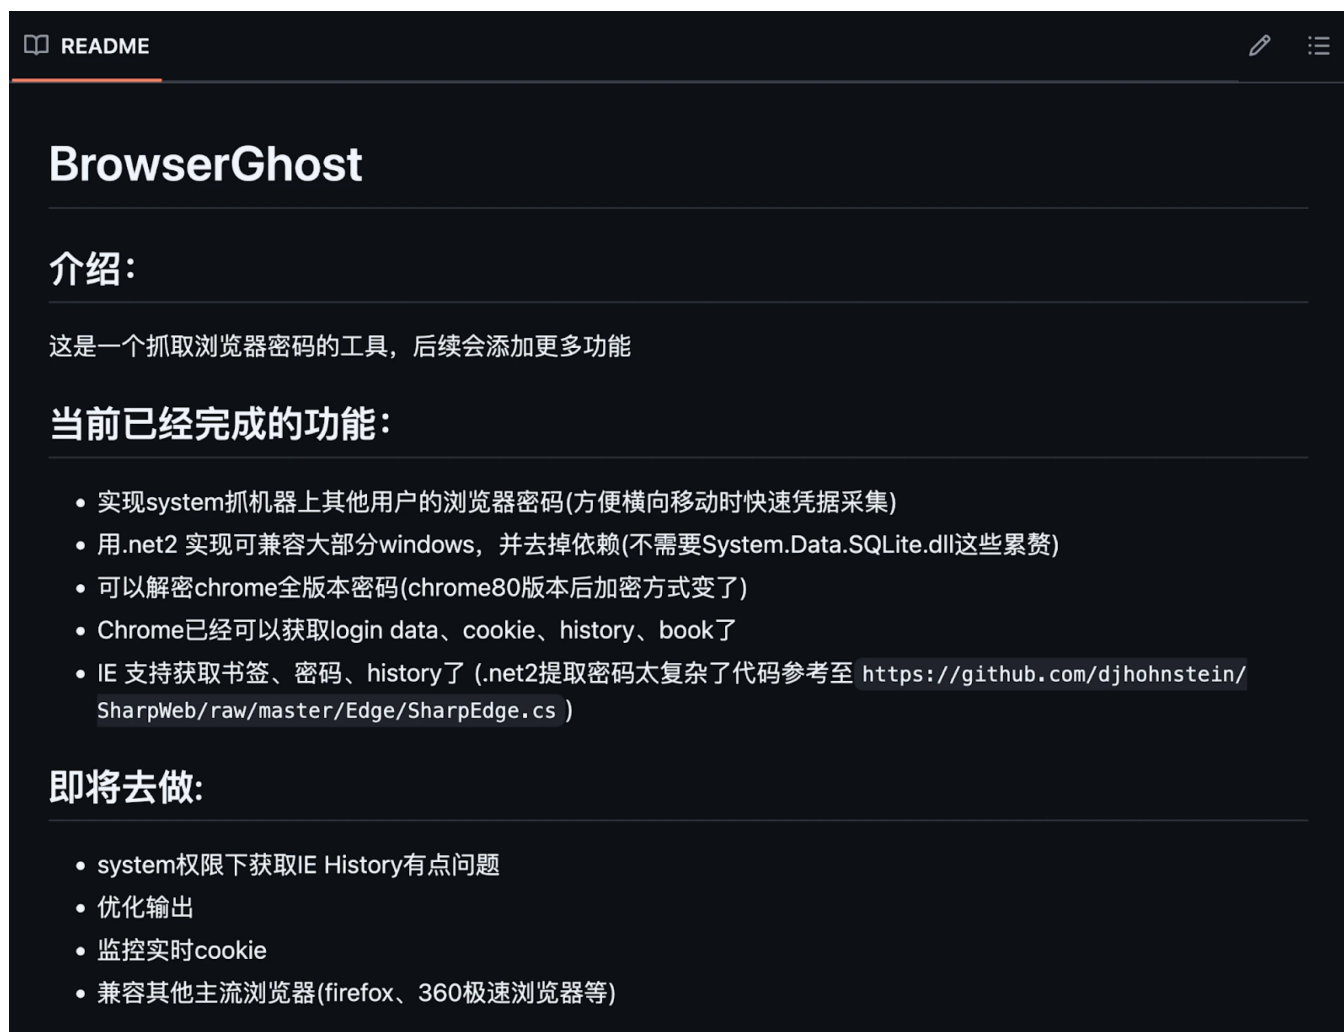 README
BrowserGhost
介绍：
这是一个抓取浏览器密码的工具，后续会添加更多功能
当前已经完成的功能：
实现system抓机器上其他用户的浏览器密码(方便横向移动时快速凭据采集)
用.net2 实现可兼容大部分windows，并去掉依赖(不需要System.Data.SQLite.dll这些累赘)
可以解密chrome全版本密码(chrome80版本后加密方式变了)
Chrome已经可以获取login data、cookie、history、book了
IE 支持获取书签、密码、history了 (.net2提取密码太复杂了代码参考至 https://github.com/djhohnstein/
SharpWeb/raw/master/Edge/SharpEdge.cs )
即将去做:
system权限下获取IE History有点问题
优化输出
监控实时cookie
兼容其他主流浏览器(firefox、360极速浏览器等)